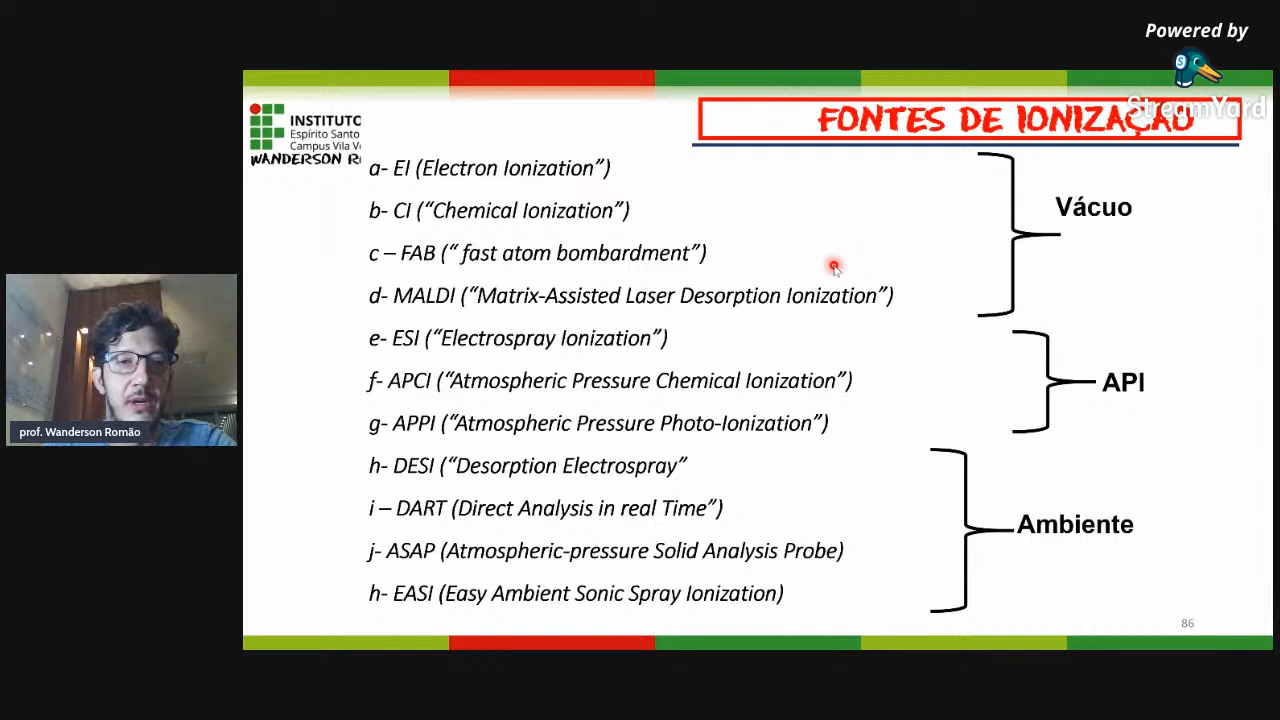 Powered by
StreamYard
FONTES DE IONIZAÇÃO
INSTITUTO
Espírito Santo
Campus Vila
WANDERSON
a- EI (Electron Ionization”)
b- CI (“Chemical Ionization”)
c – FAB (“ fast atom bombardment”)
d- MALDI (“Matrix-Assisted Laser Desorption Ionization”)
Vácuo
e- ESI (“Electrospray Ionization”)
f- APCI (“Atmospheric Pressure Chemical Ionization”)
g- APPI (“Atmospheric Pressure Photo-Ionization”)
API
h- DESI (“Desorption Electrospray”
i – DART (Direct Analysis in real Time”)
j- ASAP (Atmospheric-pressure Solid Analysis Probe)
h- EASI (Easy Ambient Sonic Spray Ionization)
Ambiente
86
prof. Wanderson Romão